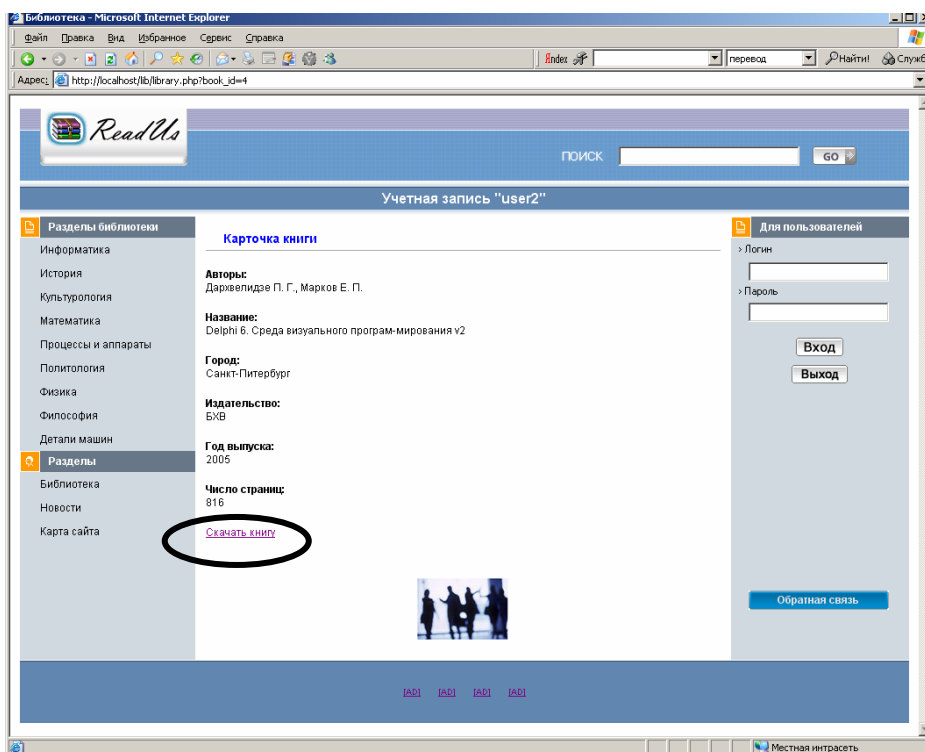 Библиотека - Microsoft Internet Explorer
Файл Правка Вид Избранное Сервис Справка
Яndex перевод Найти! Служб
Адрес: http://localhost/lib/library.php?book_id=4
ReadUs
ПОИСК GO
Учетная запись "user2"
Разделы библиотеки
Информатика
История
Культурология
Математика
Процессы и аппараты
Политология
Физика
Философия
Детали машин
Разделы
Библиотека
Новости
Карта сайта
Карточка книги
Авторы:
Дархвелидзе П. Г., Марков Е. П.
Название:
Delphi 6. Среда визуального програм-мирования v2
Город:
Санкт-Питербург
Издательство:
БХВ
Год выпуска:
2005
Число страниц:
816
Скачать книгу
Для пользователей
› Логин
› Пароль
Вход
Выход
Обратная связь
[AD] [AD] [AD] [AD]
Местная интрасеть